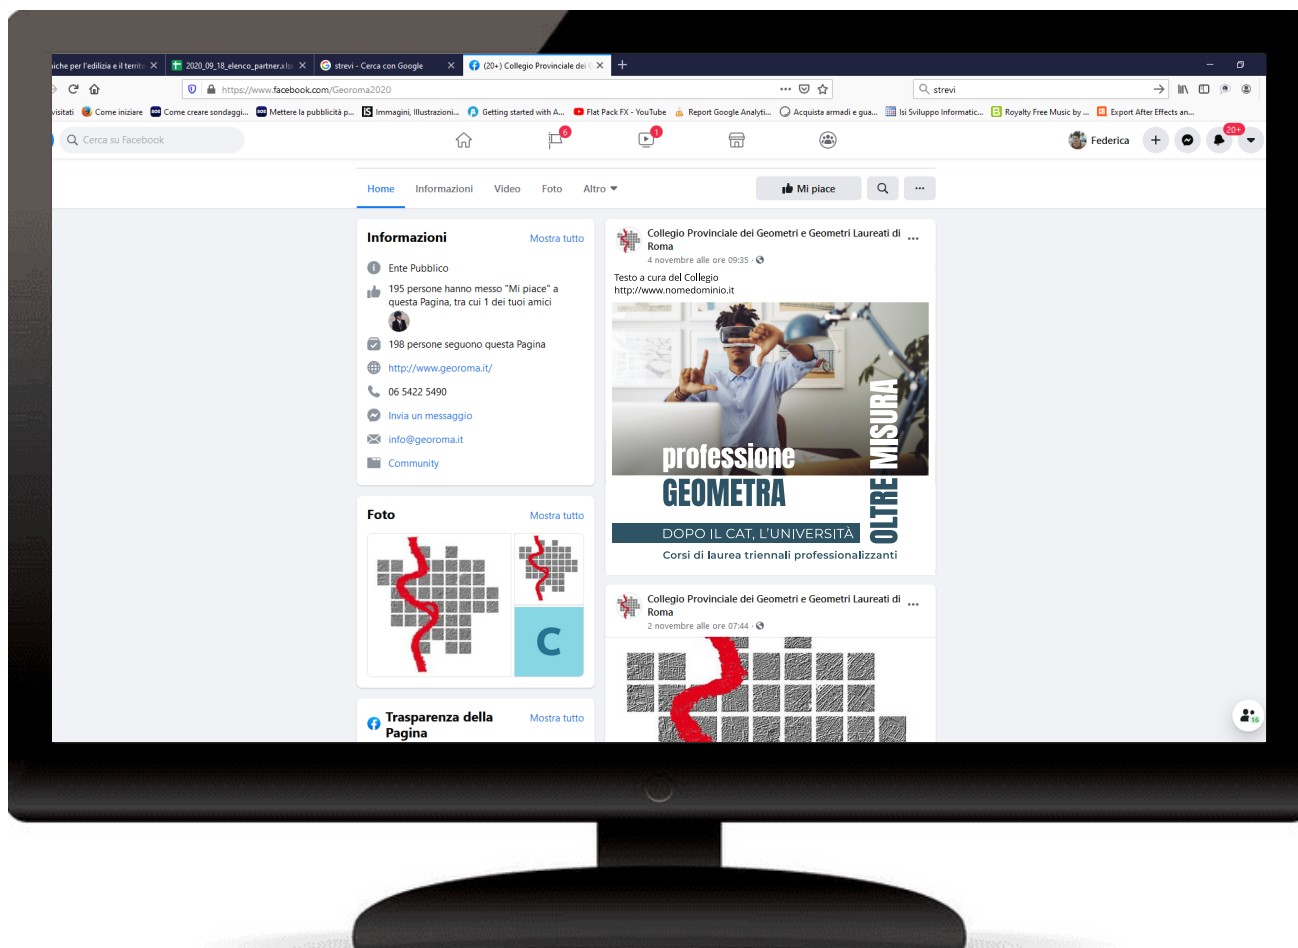 iche per l'edilizia e il territo
2020_09_18_elenco_partner.xls
strevi - Cerca con Google
(20+) Collegio Provinciale dei G
https://www.facebook.com/Georoma2020
strevi
visitati
Come iniziare
Come creare sondaggi...
Mettere la pubblicità p...
Immagini, Illustrazioni...
Getting started with A...
Flat Pack FX - YouTube
Report Google Analyti...
Acquista armadi e gua...
Isi Sviluppo Informatic...
Royalty Free Music by ...
Export After Effects an...
Cerca su Facebook
6
1
Federica
20+
Home
Informazioni
Video
Foto
Altro
Mi piace
Informazioni
Mostra tutto
Ente Pubblico
195 persone hanno messo "Mi piace" a
questa Pagina, tra cui 1 dei tuoi amici
198 persone seguono questa Pagina
http://www.georoma.it/
06 5422 5490
Invia un messaggio
info@georoma.it
Community
Foto
Mostra tutto
C
Trasparenza della
Pagina
Mostra tutto
Collegio Provinciale dei Geometri e Geometri Laureati di
Roma
4 novembre alle ore 09:35
Testo a cura del Collegio
http://www.nomedominio.it
professione
GEOMETRA
OLTRE MISURA
DOPO IL CAT, L'UNIVERSITÀ
Corsi di laurea triennali professionalizzanti
Collegio Provinciale dei Geometri e Geometri Laureati di
Roma
2 novembre alle ore 07:44
16